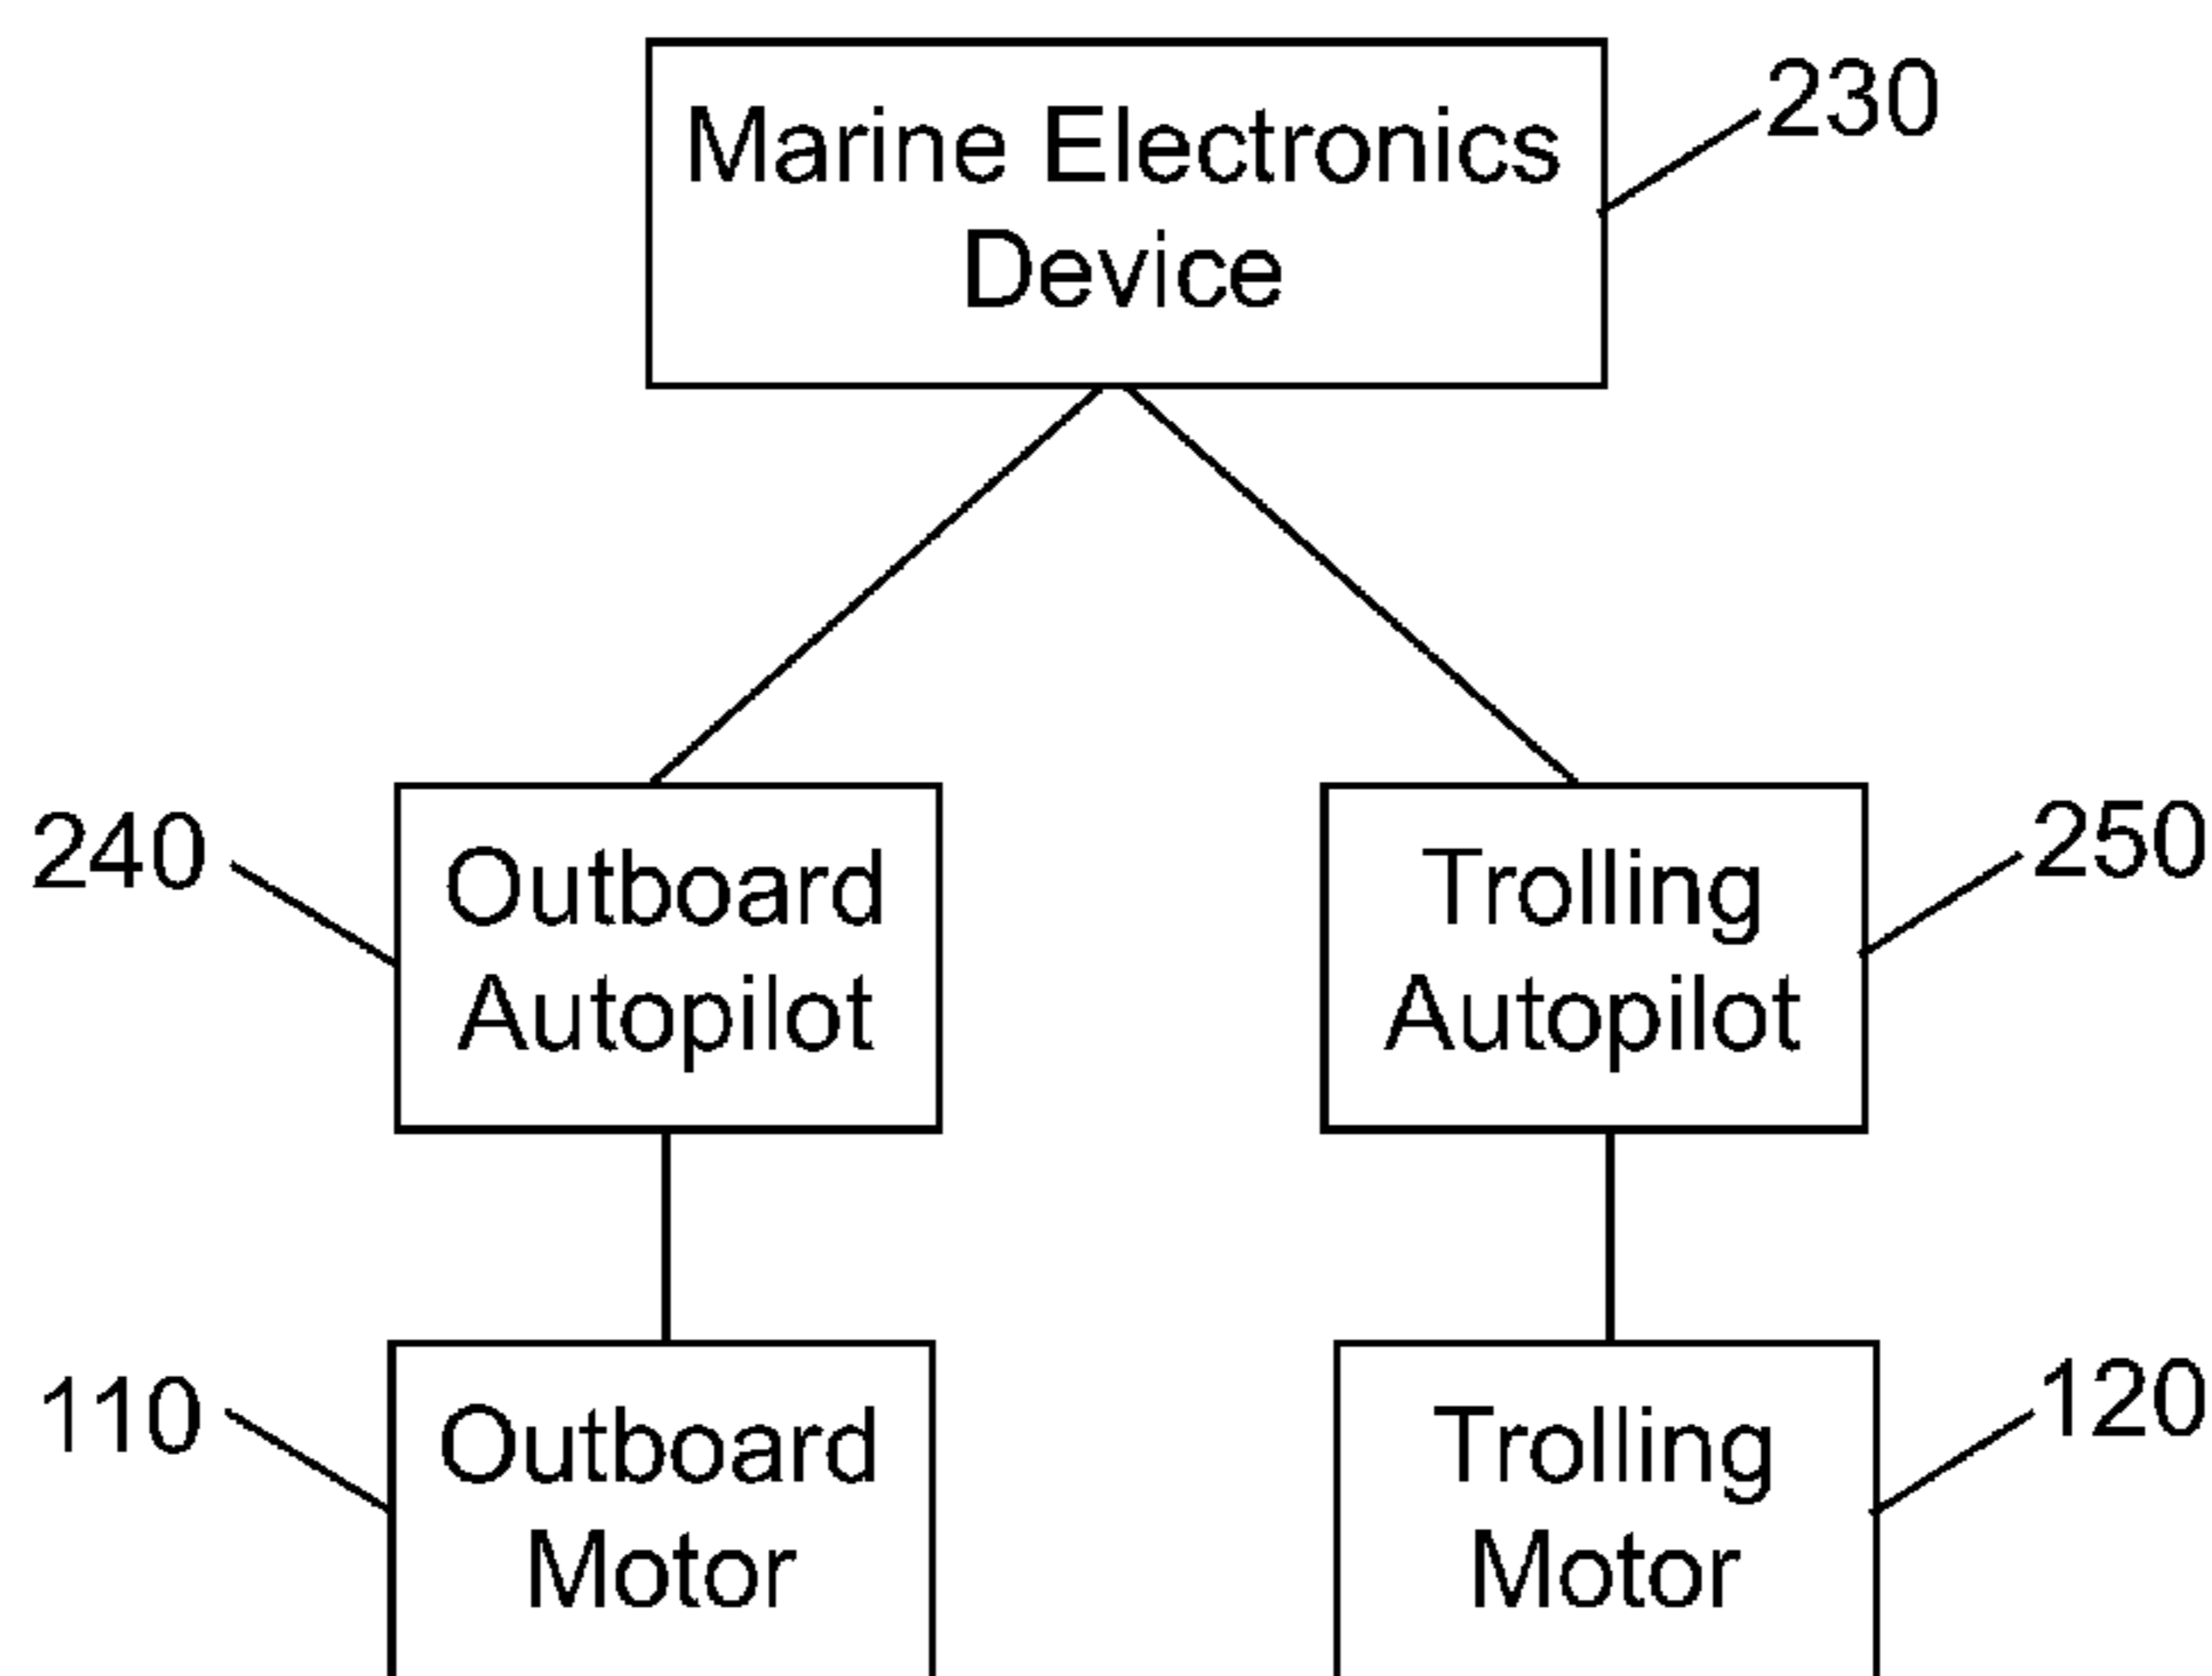 Marine Electronics
Device
230
240
Outboard
Autopilot
Trolling
Autopilot
250
110
Outboard
Motor
Trolling
Motor
120